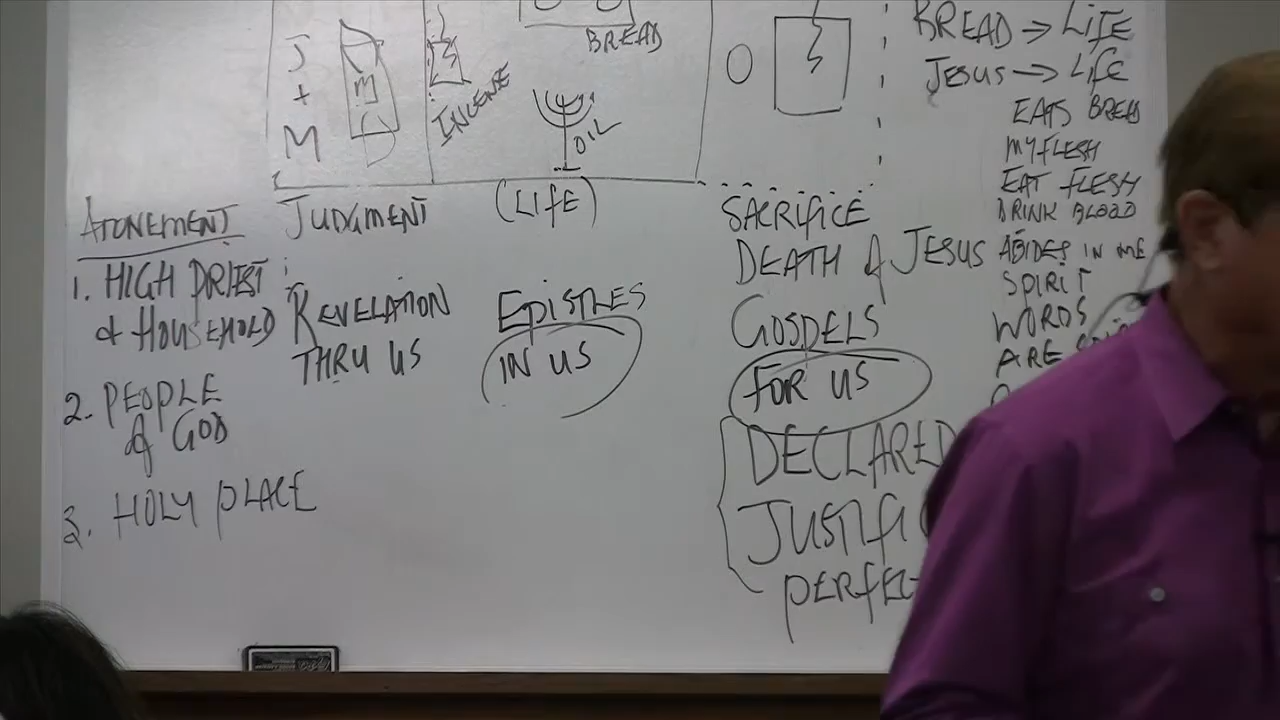 BREAD
INCENSE
OIL
J
+
M
BREAD → LIFE
JESUS → LIFE
EATS BREAD
MY FLESH
EAT FLESH
DRINK BLOOD
ABIDES IN ME
SPIRIT
WORDS
ARE
ATONEMENT
1. HIGH PRIEST
& HOUSEHOLD
2. PEOPLE
of GOD
3. HOLY PLACE
JUDGMENT
REVELATION
THRU US
(LIFE)
EPISTLES
IN US
SACRIFICE
DEATH of JESUS
GOSPELS
FOR US
DECLARED
JUSTIFI
PERFEC